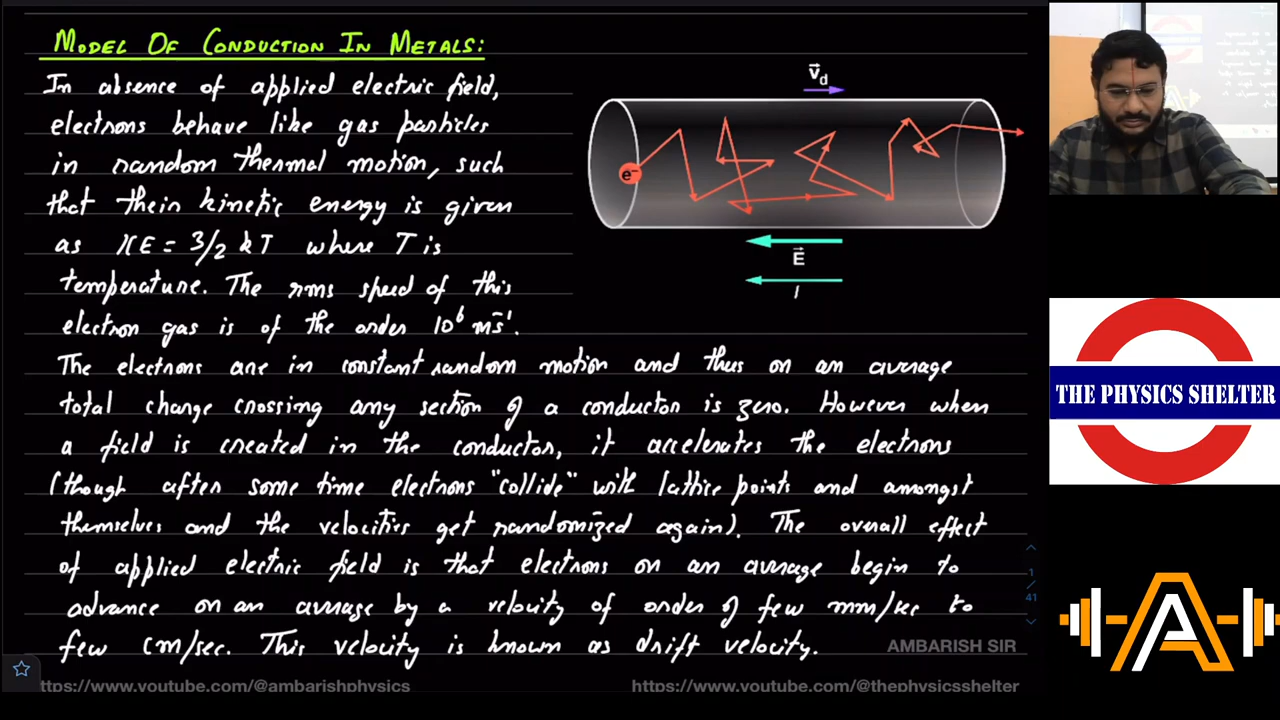 MODEL OF CONDUCTION IN METALS:
In absence of applied electric field,
electrons behave like gas particles
in random thermal motion, such
that their kinetic energy is given
as KE = 3/2 kT where T is
temperature. The rms speed of this
electron gas is of the order 10⁶ ms⁻¹.
The electrons are in constant random motion and thus on an average
total charge crossing any section of a conductor is zero. However when
a field is created in the conductor, it accelerates the electrons
(though after some time electrons "collide" with lattice points and amongst
themselves and the velocities get randomized again). The overall effect
of applied electric field is that electrons on an average begin to
advance on an average by a velocity of order of few mm/sec to
few cm/sec. This velocity is known as drift velocity.
v⃗d
e⁻
E⃗
I
1
/
41
AMBARISH SIR
ttps://www.youtube.com/@ambarishphysics
https://www.youtube.com/@thephysicsshelter
THE PHYSICS SHELTER
A